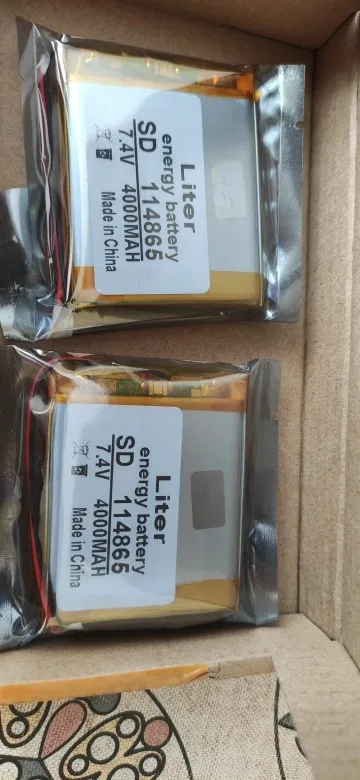 Liter
energy battery
SD 114865
7.4V 4000MAH
Made in China
Liter
energy battery
SD 114865
7.4V 4000MAH
Made in China